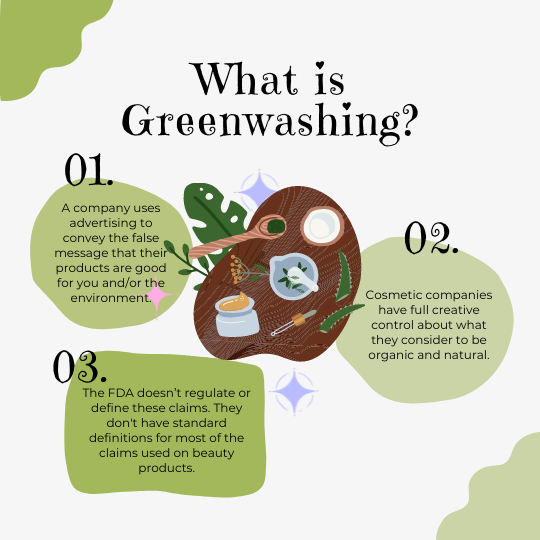 What is
Greenwashing?
01.
A company uses
advertising to
convey the false
message that their
products are good
for you and/or the
environment.
02.
Cosmetic companies
have full creative
control about what
they consider to be
organic and natural.
03.
The FDA doesn't regulate or
define these claims. They
don't have standard
definitions for most of the
claims used on beauty
products.